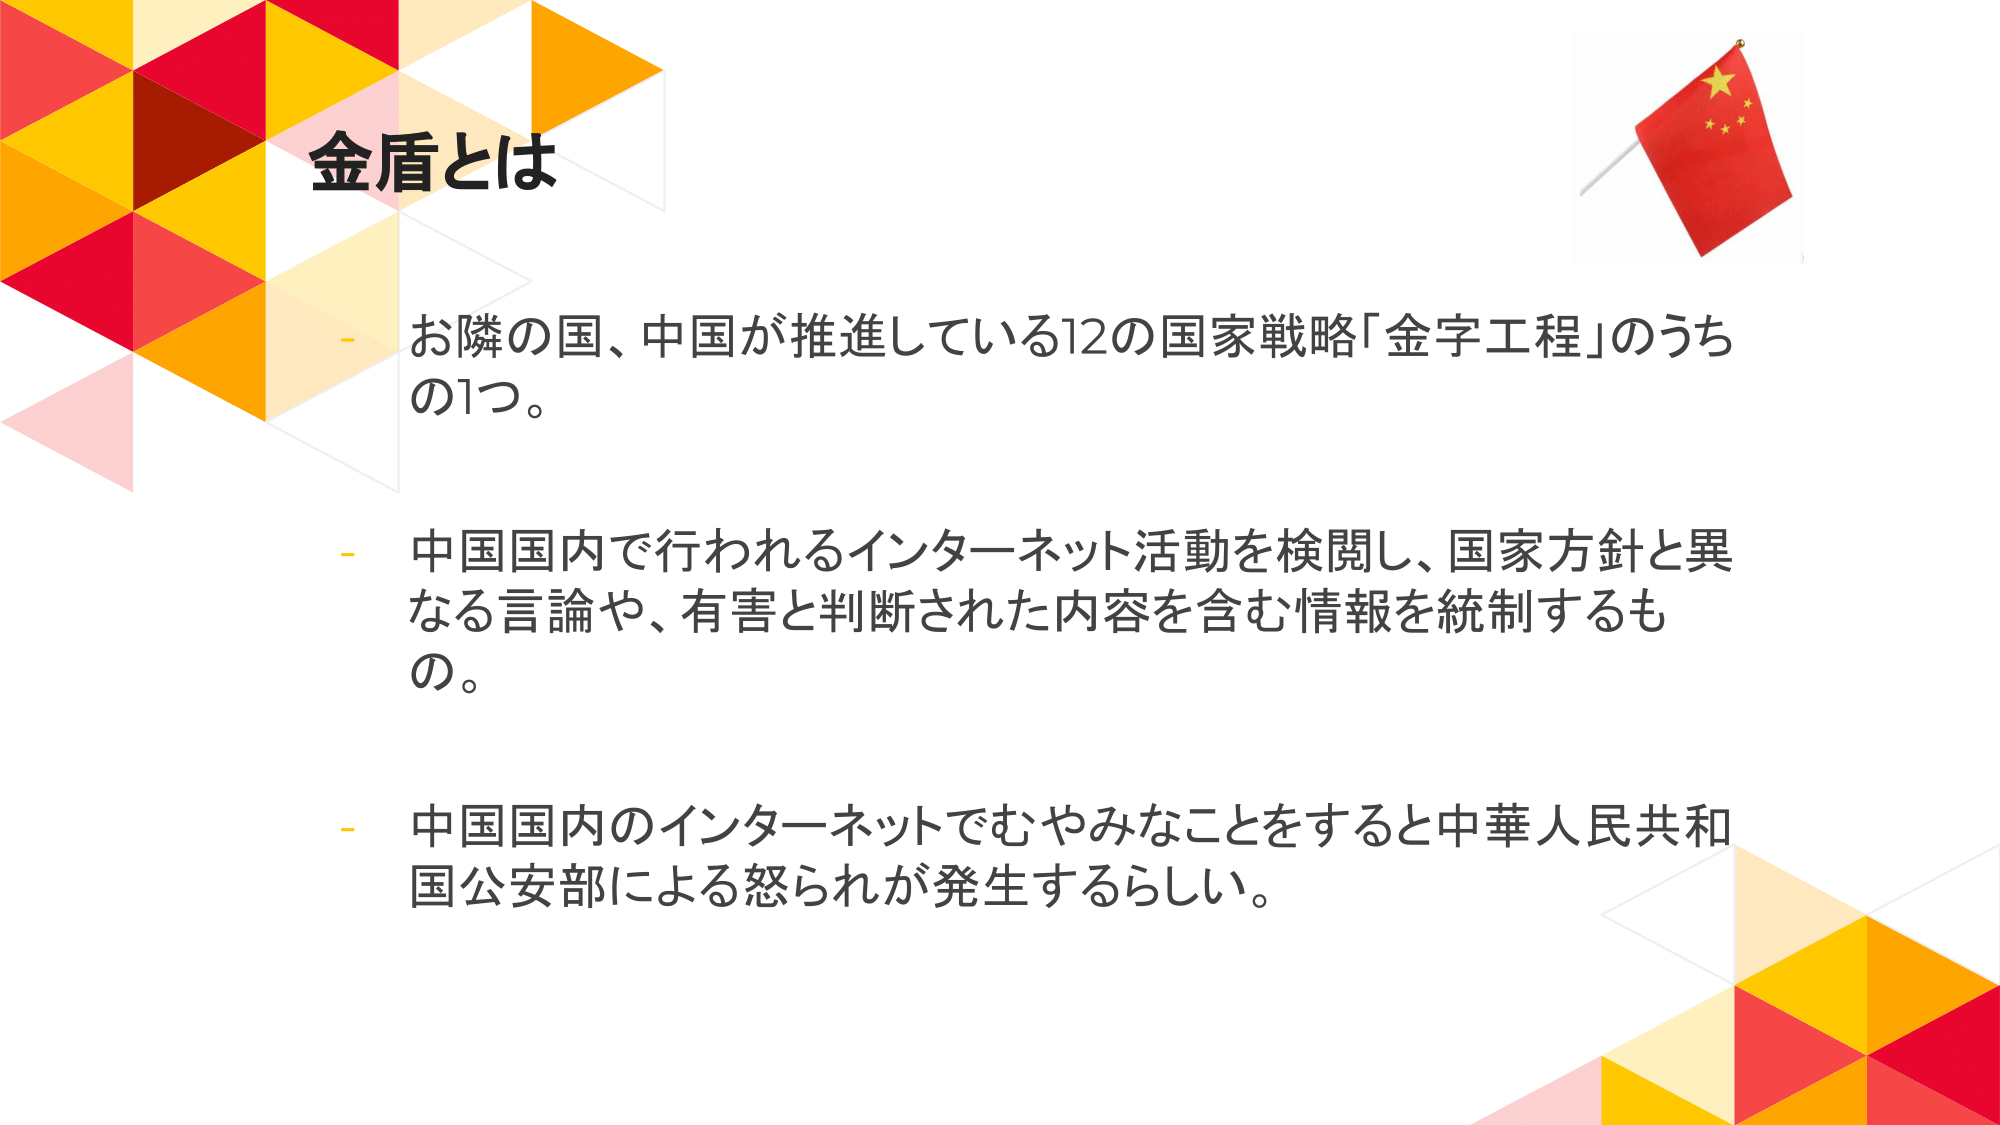 金盾とは
- お隣の国、中国が推進している12の国家戦略｢金字工程｣のうち
の1つ。
- 中国国内で行われるインターネット活動を検閲し、国家方針と異
なる言論や、有害と判断された内容を含む情報を統制するも
の。
- 中国国内のインターネットでむやみなことをすると中華人民共和
国公安部による怒られが発生するらしい。